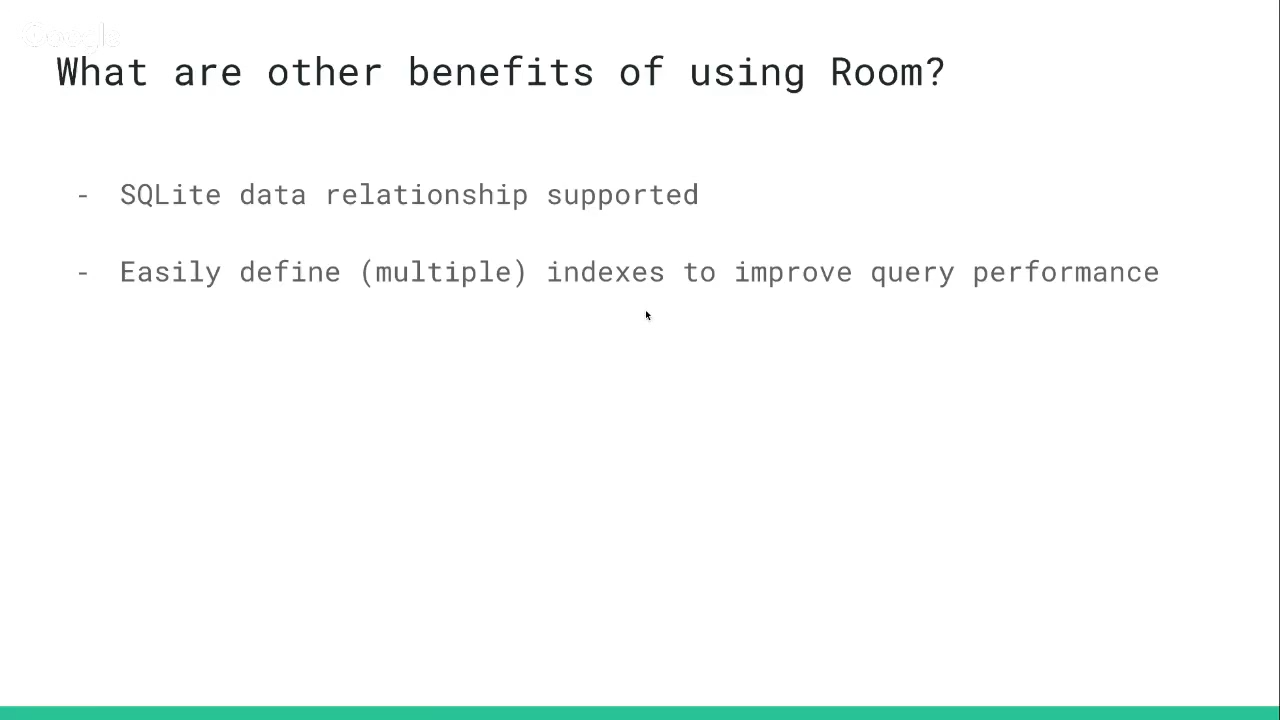 Google
What are other benefits of using Room?
- SQLite data relationship supported
- Easily define (multiple) indexes to improve query performance